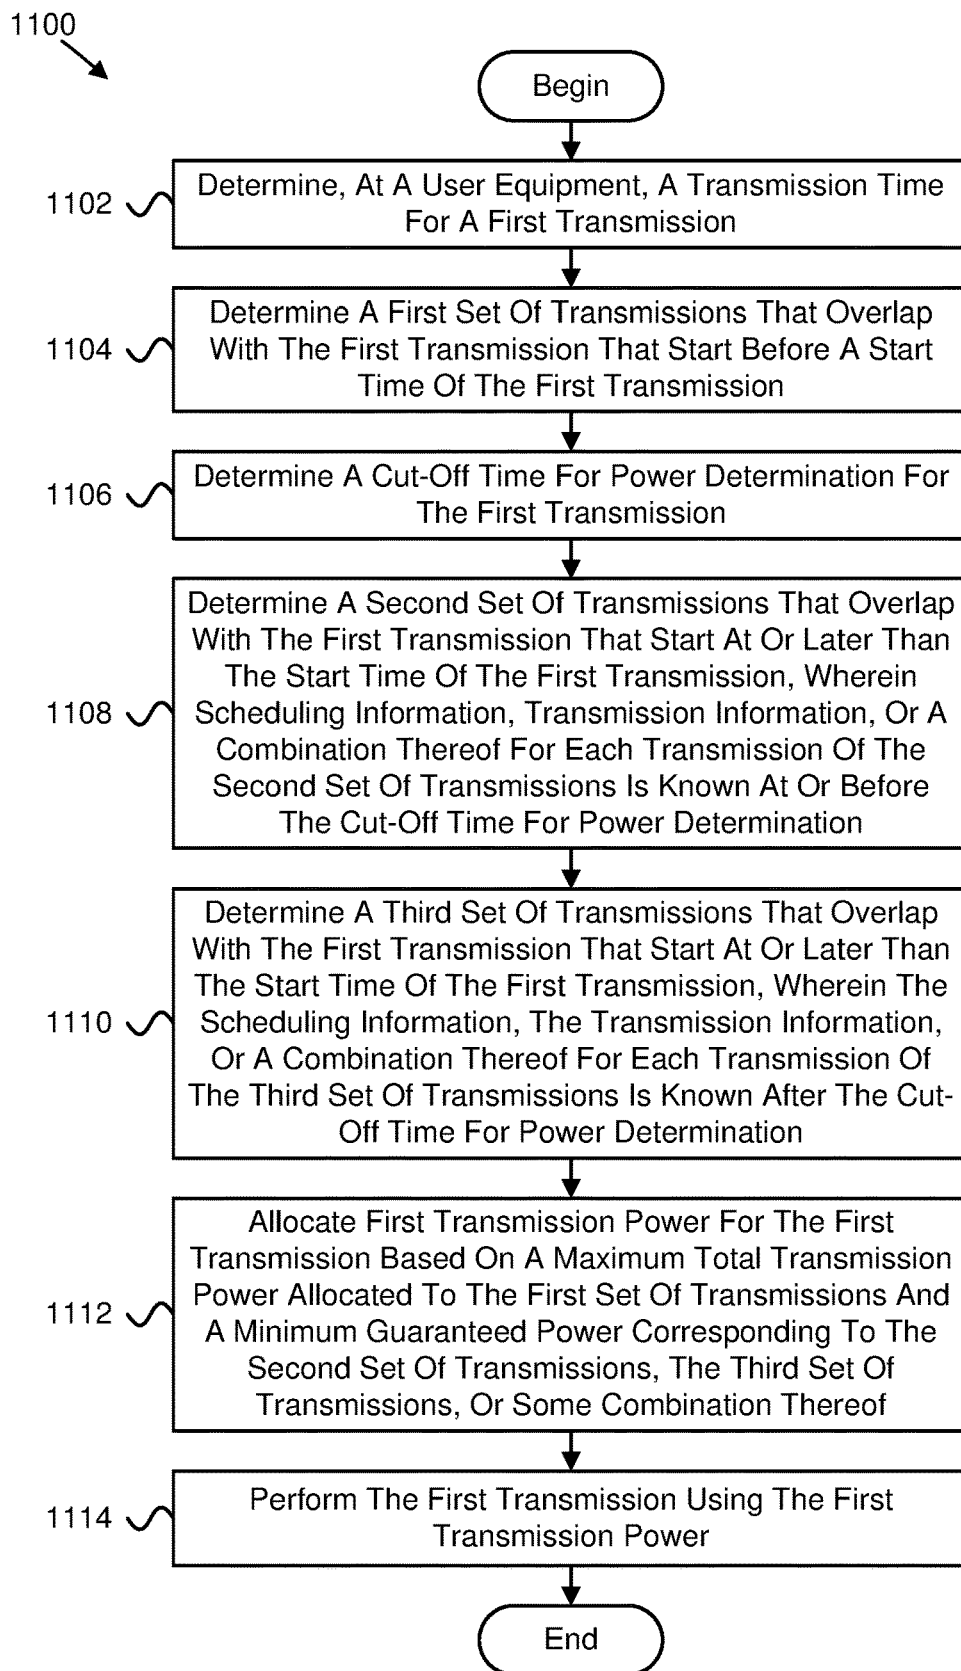 1100
Begin
1102
Determine, At A User Equipment, A Transmission Time
For A First Transmission
1104
Determine A First Set Of Transmissions That Overlap
With The First Transmission That Start Before A Start
Time Of The First Transmission
1106
Determine A Cut-Off Time For Power Determination For
The First Transmission
1108
Determine A Second Set Of Transmissions That Overlap
With The First Transmission That Start At Or Later Than
The Start Time Of The First Transmission, Wherein
Scheduling Information, Transmission Information, Or A
Combination Thereof For Each Transmission Of The
Second Set Of Transmissions Is Known At Or Before
The Cut-Off Time For Power Determination
1110
Determine A Third Set Of Transmissions That Overlap
With The First Transmission That Start At Or Later Than
The Start Time Of The First Transmission, Wherein The
Scheduling Information, The Transmission Information,
Or A Combination Thereof For Each Transmission Of
The Third Set Of Transmissions Is Known After The Cut-
Off Time For Power Determination
1112
Allocate First Transmission Power For The First
Transmission Based On A Maximum Total Transmission
Power Allocated To The First Set Of Transmissions And
A Minimum Guaranteed Power Corresponding To The
Second Set Of Transmissions, The Third Set Of
Transmissions, Or Some Combination Thereof
1114
Perform The First Transmission Using The First
Transmission Power
End